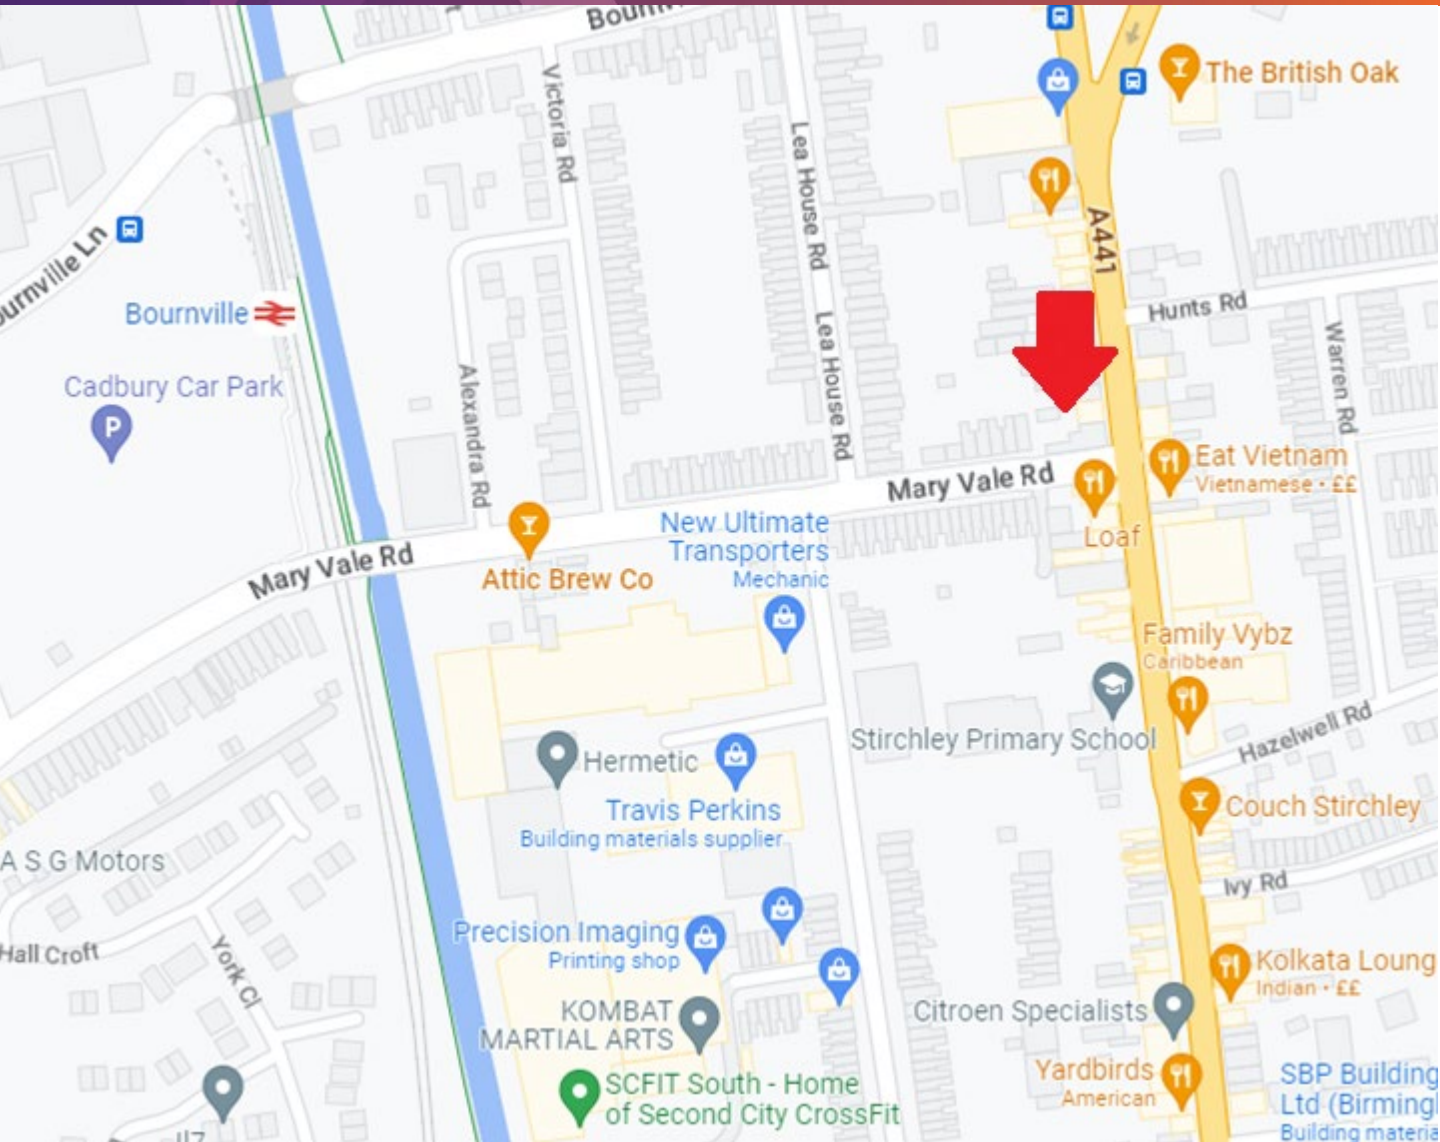 Bournv
The British Oak
Victoria Rd
Lea House Rd
A441
Bournville Ln
Bournville
Hunts Rd
Cadbury Car Park
P
Lea House Rd
Warren Rd
Alexandra Rd
Eat Vietnam
Vietnamese • ££
Mary Vale Rd
Loaf
New Ultimate
Transporters
Mechanic
Mary Vale Rd
Attic Brew Co
Family Vybz
Caribbean
Stirchley Primary School
Hazelwell Rd
Hermetic
Travis Perkins
Building materials supplier
Couch Stirchley
A S G Motors
Ivy Rd
Precision Imaging
Printing shop
Hall Croft
York Cl
Kolkata Loung
Indian • ££
KOMBAT
MARTIAL ARTS
Citroen Specialists
Yardbirds
American
SCFIT South - Home
of Second City CrossFit
SBP Building
Ltd (Birmingh
Building materia